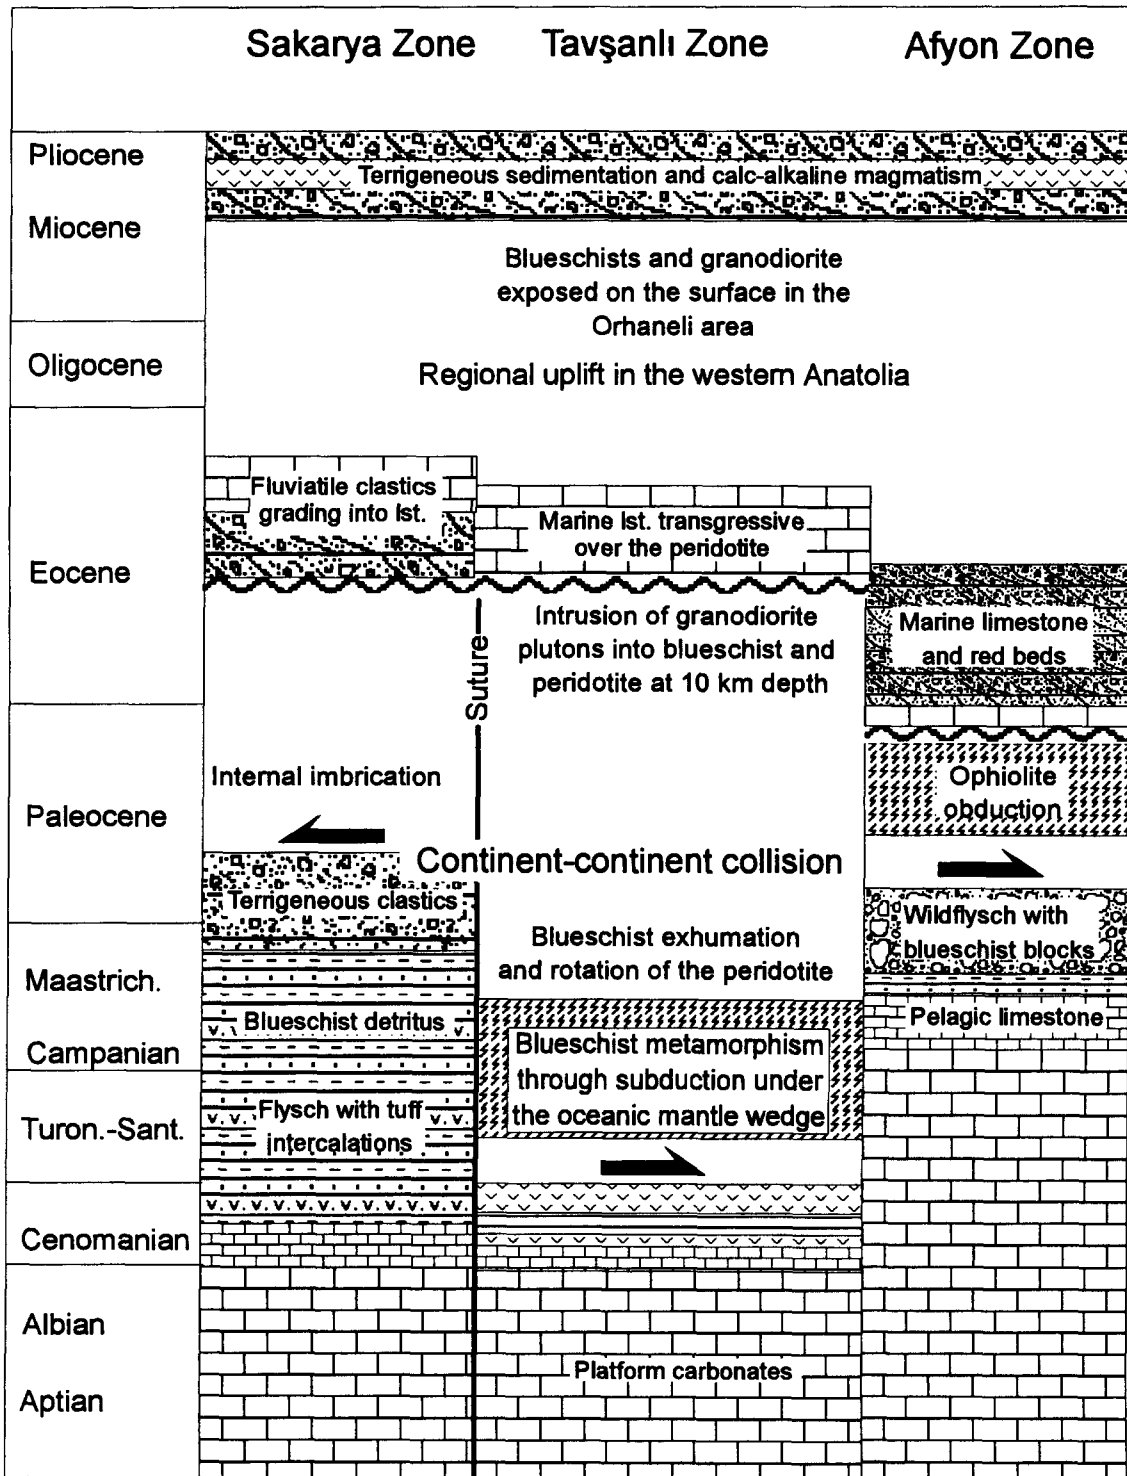 Sakarya Zone
Tavşanlı Zone
Afyon Zone
Pliocene
Terrigeneous sedimentation and calc-alkaline magmatism
Miocene
Blueschists and granodiorite
exposed on the surface in the
Orhaneli area
Oligocene
Regional uplift in the western Anatolia
Eocene
Fluviatile clastics
grading into lst.
Marine lst. transgressive
over the peridotite
Intrusion of granodiorite
plutons into blueschist and
peridotite at 10 km depth
Marine limestone
and red beds
Suture
Paleocene
Internal imbrication
Ophiolite
obduction
Continent-continent collision
Terrigeneous clastics
Wildflysch with
blueschist blocks
Blueschist exhumation
and rotation of the peridotite
Maastrich.
Blueschist detritus
Pelagic limestone
Campanian
Blueschist metamorphism
through subduction under
the oceanic mantle wedge
Turon.-Sant.
Flysch with tuff
intercalations
Cenomanian
Albian
Platform carbonates
Aptian